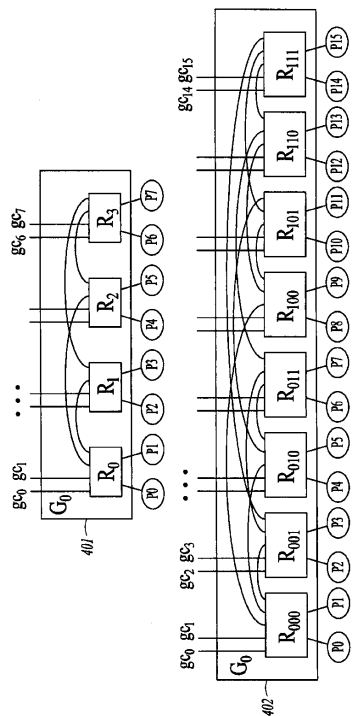 gc0 gc1 ••• gc6 gc7
G0
R0 R1 R2 R3
P0 P1 P2 P3 P4 P5 P6 P7
401
gc0 gc1 gc2 gc3 ••• gc14 gc15
G0
R000 R001 R010 R011 R100 R101 R110 R111
P0 P1 P2 P3 P4 P5 P6 P7 P8 P9 P10 P11 P12 P13 P14 P15
402